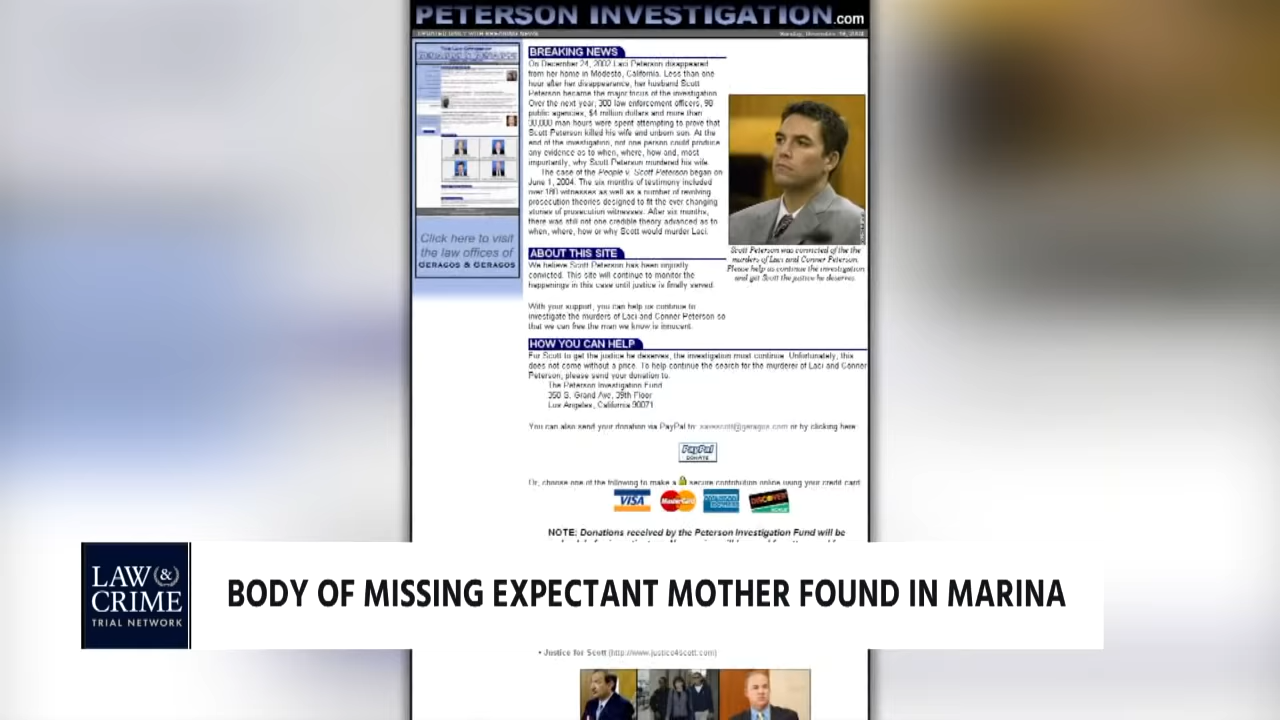 PETERSON INVESTIGATION.com
BREAKING NEWS
On December 24, 2002 Laci Peterson disappeared
from her home in Modesto, California. Less than one
hour after her disappearance, her husband Scott
Peterson became the major focus of the investigation.
Over the next year, 300 law enforcement officers, 90
public agencies, $4 million dollars and more than
30,000 man hours were spent attempting to prove that
Scott Peterson killed his wife and unborn son. At the
end of the investigation, not one person could produce
any evidence as to when, where, how and, most
importantly, why Scott Peterson murdered his wife.
The case of the People v. Scott Peterson began on
June 1, 2004. The six months of testimony included
over 180 witnesses as well as a number of revolving
prosecution theories designed to fit the ever changing
stories of prosecution witnesses. After six months,
there was still not one credible theory advanced as to
when, where, how or why Scott would murder Laci.
Scott Peterson was convicted of the the
murders of Laci and Conner Peterson.
Please help us continue the investigation
and get Scott the justice he deserves.
Click here to visit
the law offices of
GERAGOS & GERAGOS
ABOUT THIS SITE
We believe Scott Peterson has been unjustly
convicted. This site will continue to monitor the
happenings in this case until justice is finally served.
With your support, you can help us continue to
investigate the murders of Laci and Conner Peterson so
that we can free the man we know is innocent.
HOW YOU CAN HELP
For Scott to get the justice he deserves, the investigation must continue. Unfortunately, this
does not come without a price. To help continue the search for the murderer of Laci and Conner
Peterson, please send your donation to:
The Peterson Investigation Fund
350 S. Grand Ave, 39th Floor
Los Angeles, California 90071
You can also send your donation via PayPal to: savescott@geragos.com or by clicking here:
PayPal
DONATE
Or, choose one of the following to make a secure contribution online using your credit card:
VISA
MasterCard
AMERICAN EXPRESS
DISCOVER
NOTE: Donations received by the Peterson Investigation Fund will be
LAW &
CRIME
TRIAL NETWORK
BODY OF MISSING EXPECTANT MOTHER FOUND IN MARINA
• Justice for Scott (http://www.justice4scott.com)